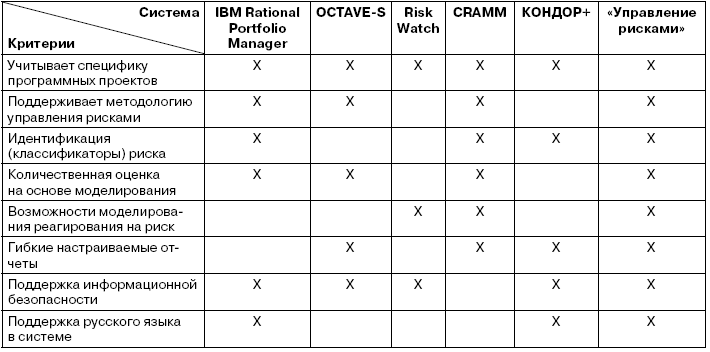 Система
Критерии
IBM Rational
Portfolio
Manager
OCTAVE-S
Risk
Watch
CRAMM
КОНДОР+
«Управление
рисками»
Учитывает специфику
программных проектов
X X X X X X
Поддерживает методологию
управления рисками
X X X X
Идентификация
(классификаторы) риска
X X X X
Количественная оценка
на основе моделирования
X X X X
Возможности моделирова-
ния реагирования на риск
X X X
Гибкие настраиваемые от-
четы
X X X X
Поддержка информационной
безопасности
X X X X X
Поддержка русского языка
в системе
X X X